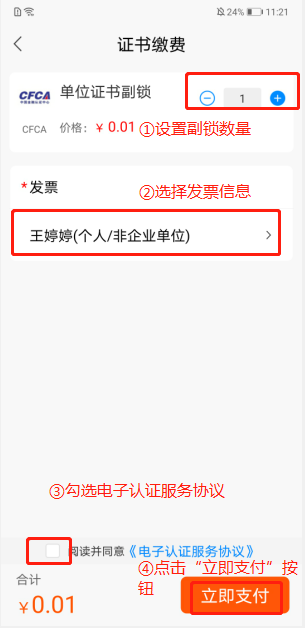 24% 11:21
证书缴费
CFCA 单位证书副锁 1
CFCA 价格：￥0.01 ①设置副锁数量
*发票
②选择发票信息
王婷婷(个人/非企业单位)
③勾选电子认证服务协议
阅读并同意《电子认证服务协议》
合计
④点击“立即支付”按
钮
￥0.01
立即支付